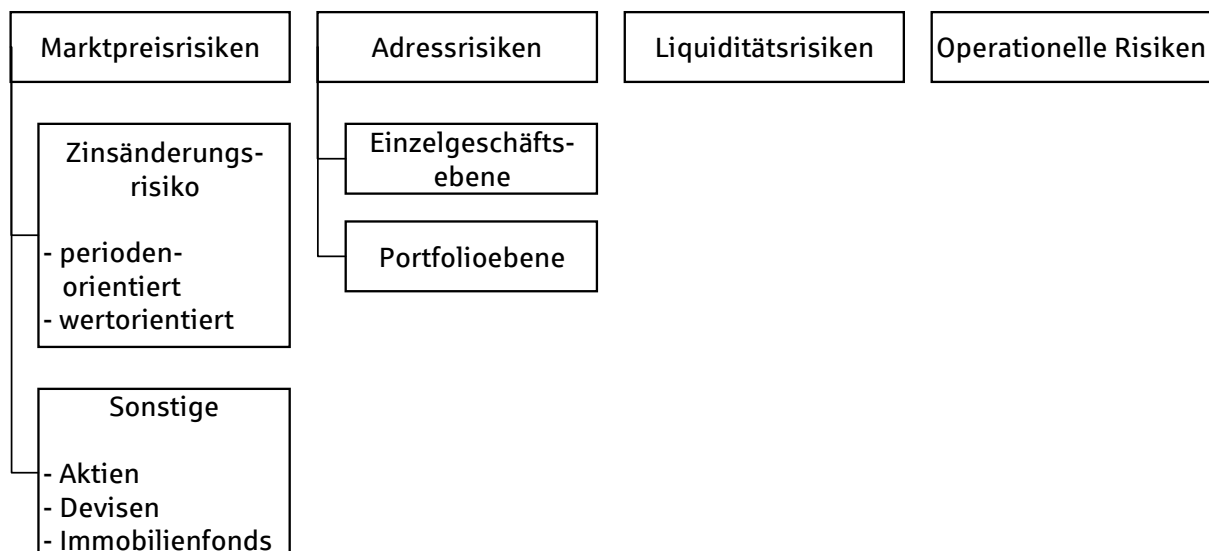 Marktpreisrisiken
Adressrisiken
Liquiditätsrisiken
Operationelle Risiken
Zinsänderungs-
risiko
- perioden-
orientiert
- wertorientiert
Sonstige
- Aktien
- Devisen
- Immobilienfonds
Einzelgeschäfts-
ebene
Portfolioebene